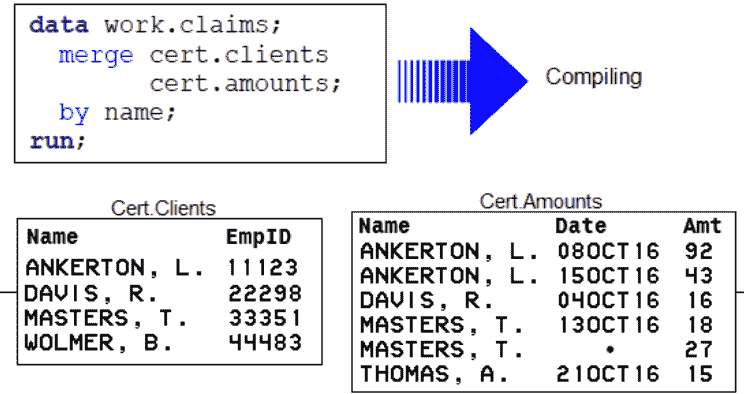 data work.claims;
merge cert.clients
cert.amounts;
by name;
run;
Compiling
Cert.Clients
Name EmpID
ANKERTON, L. 11123
DAVIS, R. 22298
MASTERS, T. 33351
WOLMER, B. 44483
Cert.Amounts
Name Date Amt
ANKERTON, L. 08OCT16 92
ANKERTON, L. 15OCT16 43
DAVIS, R. 04OCT16 16
MASTERS, T. 13OCT16 18
MASTERS, T. . 27
THOMAS, A. 21OCT16 15